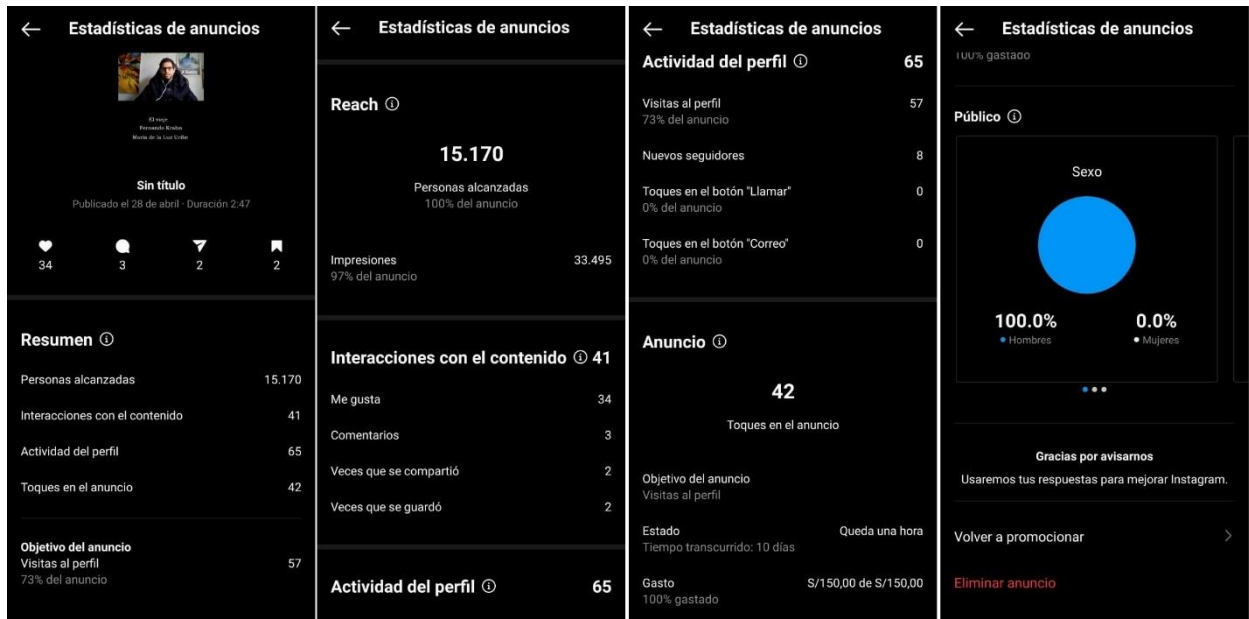 Estadísticas de anuncios
El viaje
Fernando Krahn
María de la Luz Uribe
Sin título
Publicado el 28 de abril · Duración 2:47
34 3 2 2
Resumen
Personas alcanzadas 15.170
Interacciones con el contenido 41
Actividad del perfil 65
Toques en el anuncio 42
Objetivo del anuncio
Visitas al perfil 57
73% del anuncio
Estadísticas de anuncios
Reach
15.170
Personas alcanzadas
100% del anuncio
Impresiones 33.495
97% del anuncio
Interacciones con el contenido 41
Me gusta 34
Comentarios 3
Veces que se compartió 2
Veces que se guardó 2
Actividad del perfil 65
Estadísticas de anuncios
Actividad del perfil 65
Visitas al perfil 57
73% del anuncio
Nuevos seguidores 8
Toques en el botón "Llamar" 0
0% del anuncio
Toques en el botón "Correo" 0
0% del anuncio
Anuncio
42
Toques en el anuncio
Objetivo del anuncio
Visitas al perfil
Estado Queda una hora
Tiempo transcurrido: 10 días
Gasto S/150,00 de S/150,00
100% gastado
Estadísticas de anuncios
100% gastado
Público
Sexo
100.0% 0.0%
Hombres Mujeres
Gracias por avisarnos
Usaremos tus respuestas para mejorar Instagram.
Volver a promocionar
Eliminar anuncio